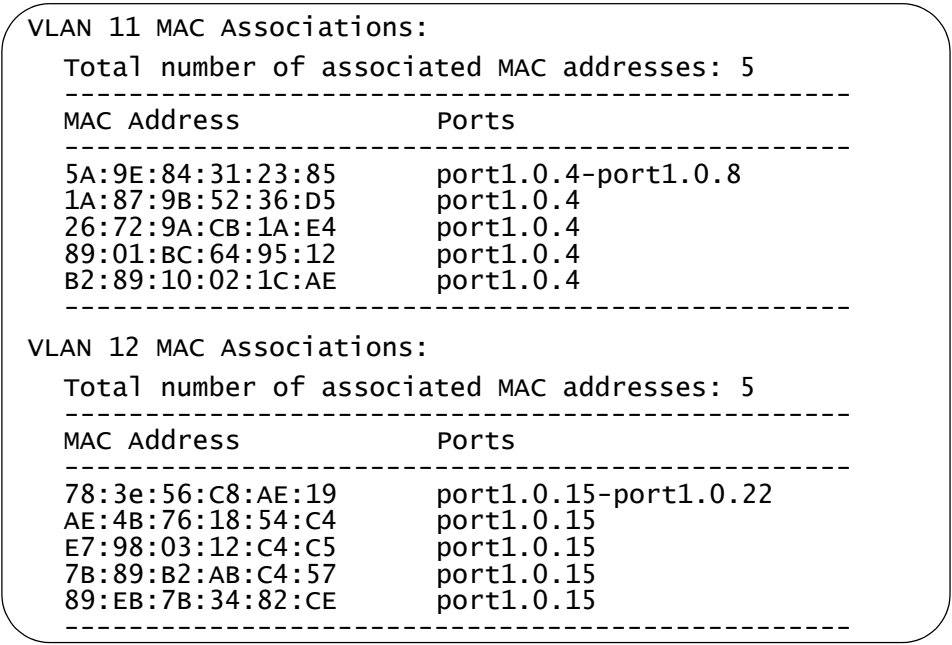 VLAN 11 MAC Associations:
Total number of associated MAC addresses: 5
-------------------------------------------------
MAC Address Ports
-------------------------------------------------
5A:9E:84:31:23:85 port1.0.4-port1.0.8
1A:87:9B:52:36:D5 port1.0.4
26:72:9A:CB:1A:E4 port1.0.4
89:01:BC:64:95:12 port1.0.4
B2:89:10:02:1C:AE port1.0.4
-------------------------------------------------
VLAN 12 MAC Associations:
Total number of associated MAC addresses: 5
-------------------------------------------------
MAC Address Ports
-------------------------------------------------
78:3e:56:C8:AE:19 port1.0.15-port1.0.22
AE:4B:76:18:54:C4 port1.0.15
E7:98:03:12:C4:C5 port1.0.15
7B:89:B2:AB:C4:57 port1.0.15
89:EB:7B:34:82:CE port1.0.15
-------------------------------------------------